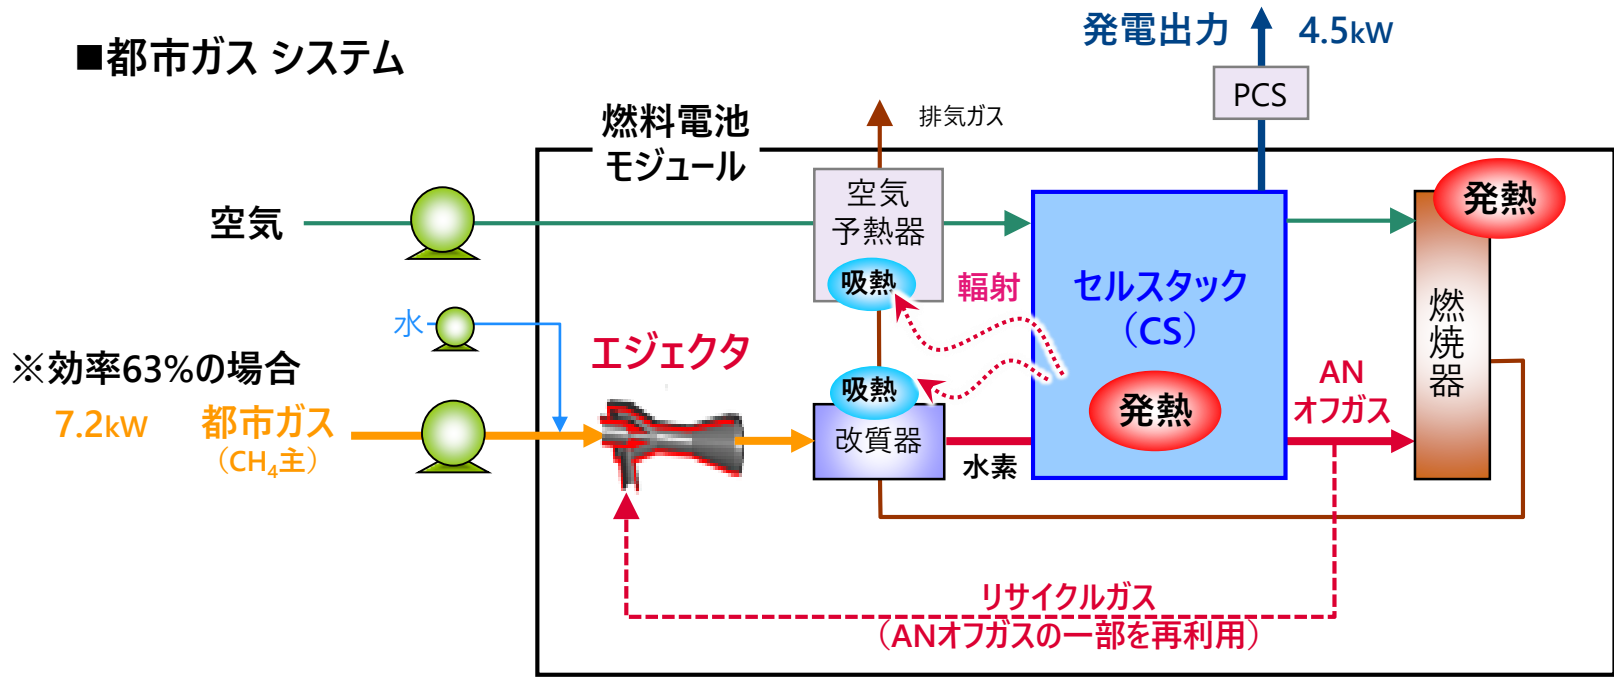 ■都市ガス システム
発電出力 4.5kW
PCS
排気ガス
燃料電池
モジュール
空気
空気
予熱器
吸熱
輻射
セルスタック
（CS）
発熱
発熱
燃焼器
水
エジェクタ
※効率63%の場合
7.2kW 都市ガス
（CH₄主）
吸熱
改質器
水素
AN
オフガス
リサイクルガス
（ANオフガスの一部を再利用）